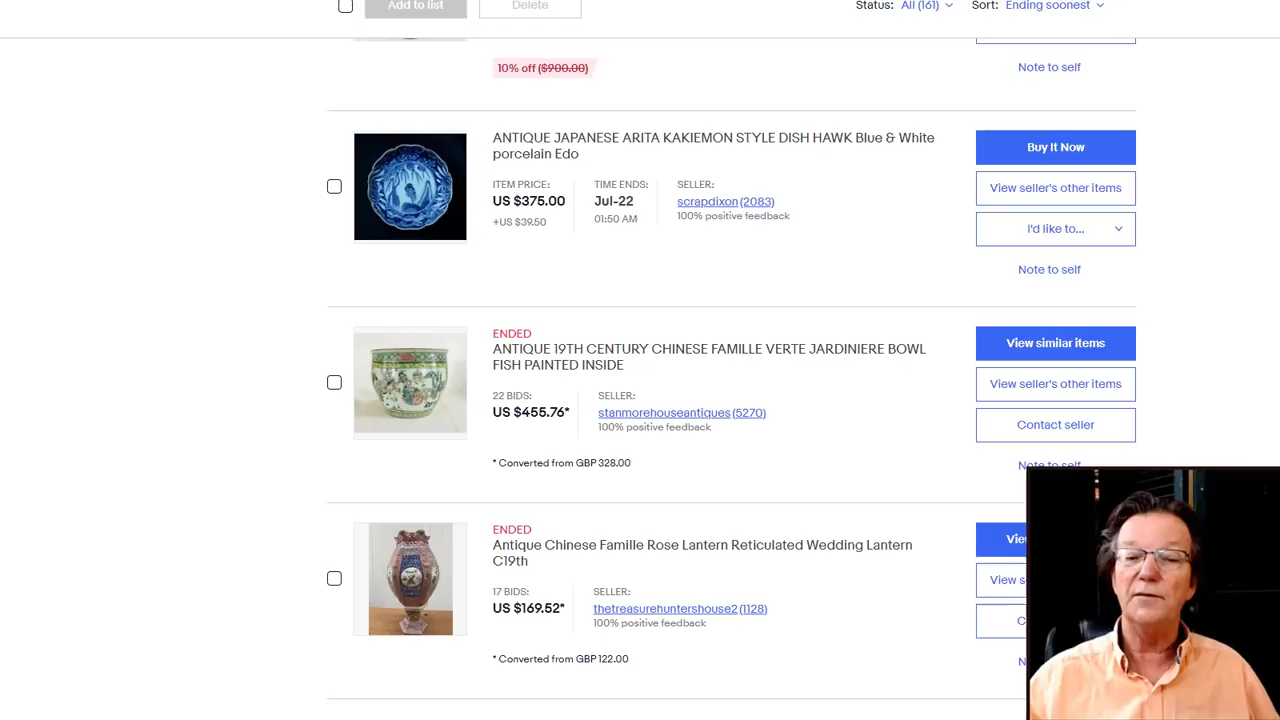 Add to list
Delete
Status: All (161)
Sort: Ending soonest
10% off ($900.00)
Note to self
ANTIQUE JAPANESE ARITA KAKIEMON STYLE DISH HAWK Blue & White
porcelain Edo
ITEM PRICE:
US $375.00
+US $39.50
TIME ENDS:
Jul-22
01:50 AM
SELLER:
scrapdixon (2083)
100% positive feedback
Buy It Now
View seller's other items
I'd like to...
Note to self
ENDED
ANTIQUE 19TH CENTURY CHINESE FAMILLE VERTE JARDINIERE BOWL
FISH PAINTED INSIDE
22 BIDS:
US $455.76*
SELLER:
stanmorehouseantiques (5270)
100% positive feedback
* Converted from GBP 328.00
View similar items
View seller's other items
Contact seller
Note to self
ENDED
Antique Chinese Famille Rose Lantern Reticulated Wedding Lantern
C19th
17 BIDS:
US $169.52*
SELLER:
thetreasurehuntershouse2 (1128)
100% positive feedback
* Converted from GBP 122.00